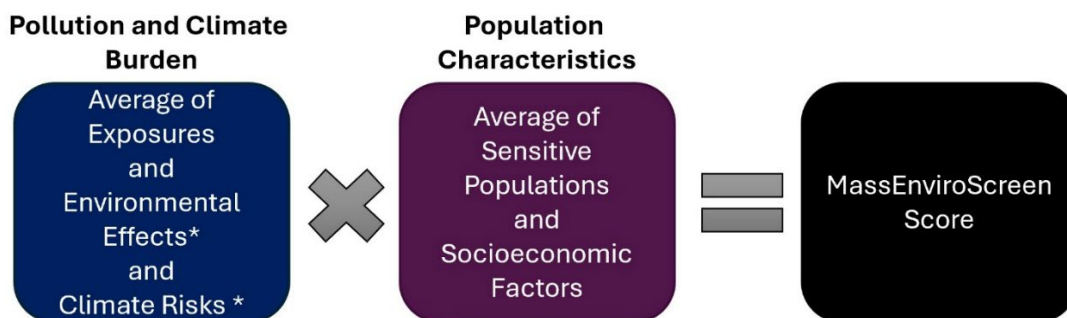 Pollution and Climate
Burden
Average of
Exposures
and
Environmental
Effects*
and
Climate Risks *
Population
Characteristics
Average of
Sensitive
Populations
and
Socioeconomic
Factors
MassEnviroScreen
Score